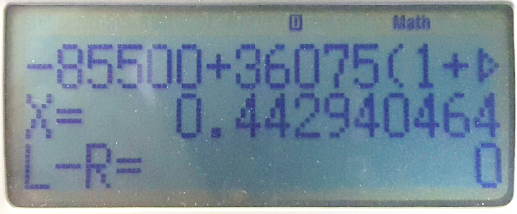 D Math
-85500+36075(1+▷
X= 0.442940464
L-R= 0